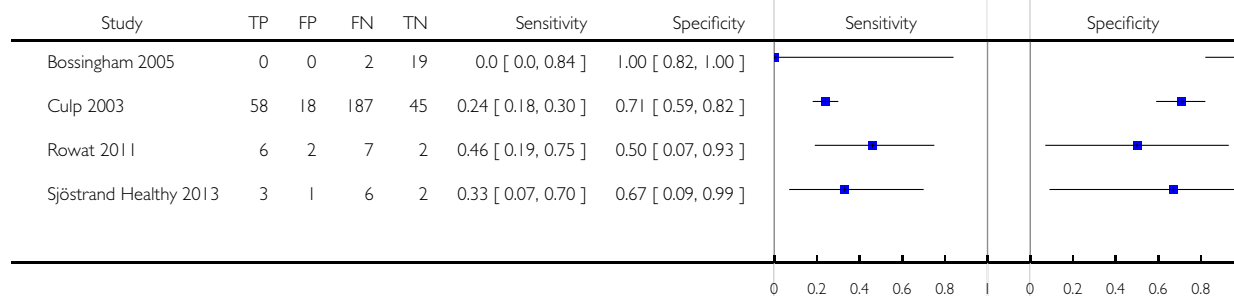 Study TP FP FN TN Sensitivity Specificity Sensitivity Specificity
Bossingham 2005 0 0 2 19 0.0 [ 0.0, 0.84 ] 1.00 [ 0.82, 1.00 ]
Culp 2003 58 18 187 45 0.24 [ 0.18, 0.30 ] 0.71 [ 0.59, 0.82 ]
Rowat 2011 6 2 7 2 0.46 [ 0.19, 0.75 ] 0.50 [ 0.07, 0.93 ]
Sjöstrand Healthy 2013 3 1 6 2 0.33 [ 0.07, 0.70 ] 0.67 [ 0.09, 0.99 ]
0 0.2 0.4 0.6 0.8 1 0 0.2 0.4 0.6 0.8